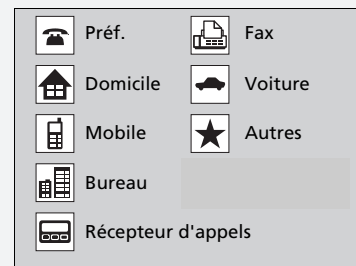 Préf.
Fax
Domicile
Voiture
Mobile
Autres
Bureau
Récepteur d'appels